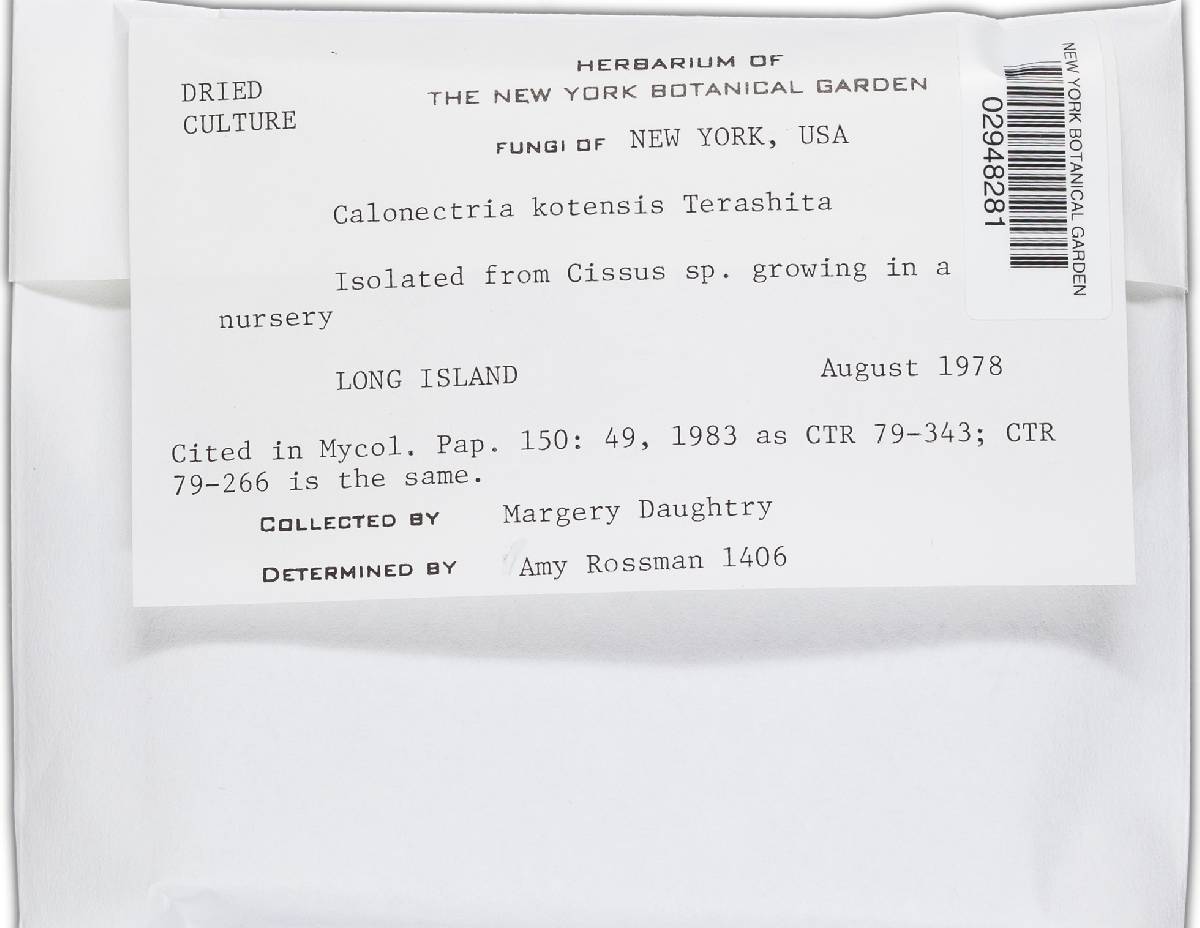 DRIED
CULTURE
HERBARIUM OF
THE NEW YORK BOTANICAL GARDEN
FUNGI OF NEW YORK, USA
Calonectria kotensis Terashita
Isolated from Cissus sp. growing in a
nursery
LONG ISLAND August 1978
Cited in Mycol. Pap. 150: 49, 1983 as CTR 79-343; CTR
79-266 is the same.
COLLECTED BY Margery Daughtry
DETERMINED BY Amy Rossman 1406
NEW YORK BOTANICAL GARDEN
02948281